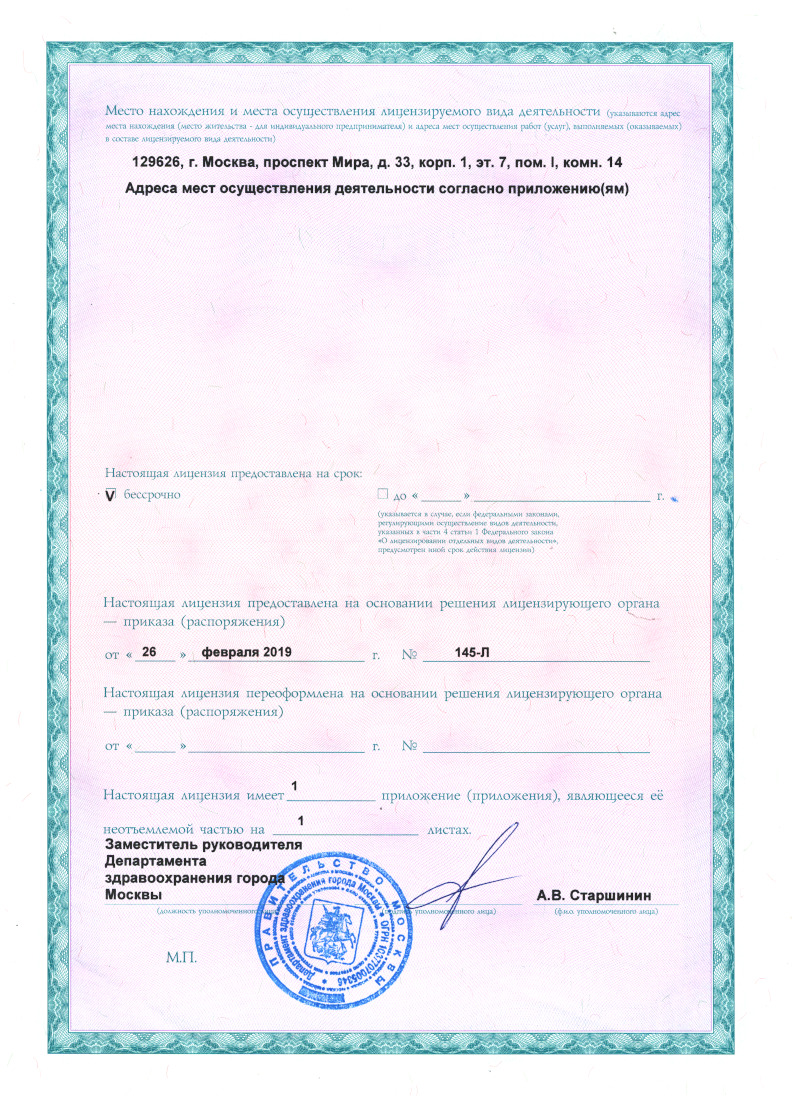 Место нахождения и места осуществления лицензируемого вида деятельности (указываются адрес
места нахождения (место жительства - для индивидуального предпринимателя) и адреса мест осуществления работ (услуг), выполняемых (оказываемых)
в составе лицензируемого вида деятельности)
129626, г. Москва, проспект Мира, д. 33, корп. 1, эт. 7, пом. I, комн. 14
Адреса мест осуществления деятельности согласно приложению(ям)
Настоящая лицензия предоставлена на срок:
V бессрочно
до « ______ » __________________________ г.
(указывается в случае, если федеральными законами,
регулирующими осуществление видов деятельности,
указанных в части 4 статьи 1 Федерального закона
«О лицензировании отдельных видов деятельности»,
предусмотрен иной срок действия лицензии)
Настоящая лицензия предоставлена на основании решения лицензирующего органа
— приказа (распоряжения)
от « 26 » февраля 2019 г. № 145-Л
Настоящая лицензия переоформлена на основании решения лицензирующего органа
— приказа (распоряжения)
от « ______ » __________________________ г. № __________________________
Настоящая лицензия имеет 1 приложение (приложения), являющееся её
неотъемлемой частью на 1 листах.
Заместитель руководителя
Департамента
здравоохранения города
Москвы
А.В. Старшинин
(должность уполномоченного
уполномоченного лица)
(ф.и.о. уполномоченного лица)
М.П.
ПРАВИТЕЛЬСТВО МОСКВЫ
Департамент здравоохранения города Москвы * ОГРН 1037707005346